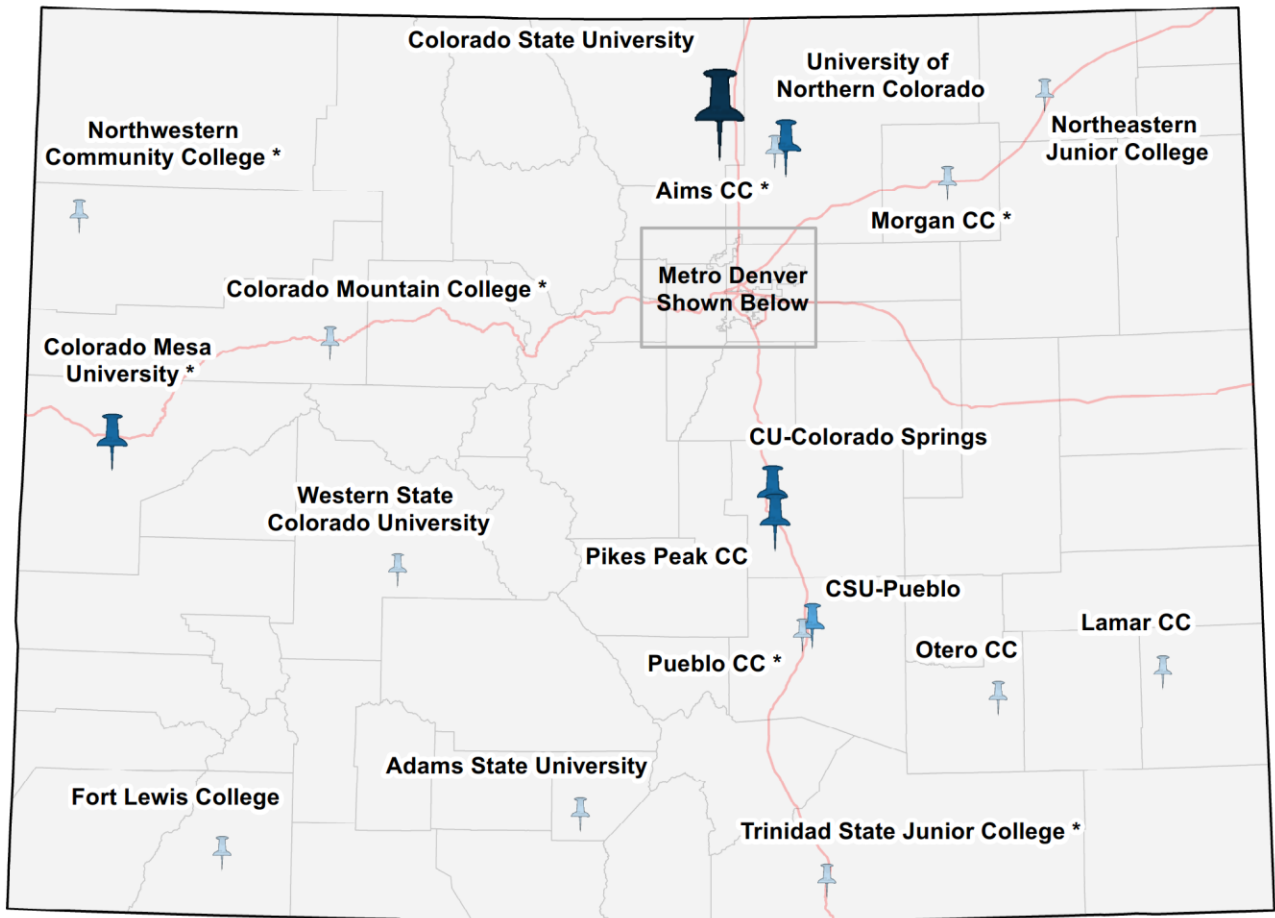 Colorado State University
University of
Northern Colorado
Northwestern
Community College *
Northeastern
Junior College
Aims CC *
Morgan CC *
Metro Denver
Shown Below
Colorado Mountain College *
Colorado Mesa
University *
CU-Colorado Springs
Western State
Colorado University
Pikes Peak CC
CSU-Pueblo
Lamar CC
Otero CC
Pueblo CC *
Adams State University
Fort Lewis College
Trinidad State Junior College *